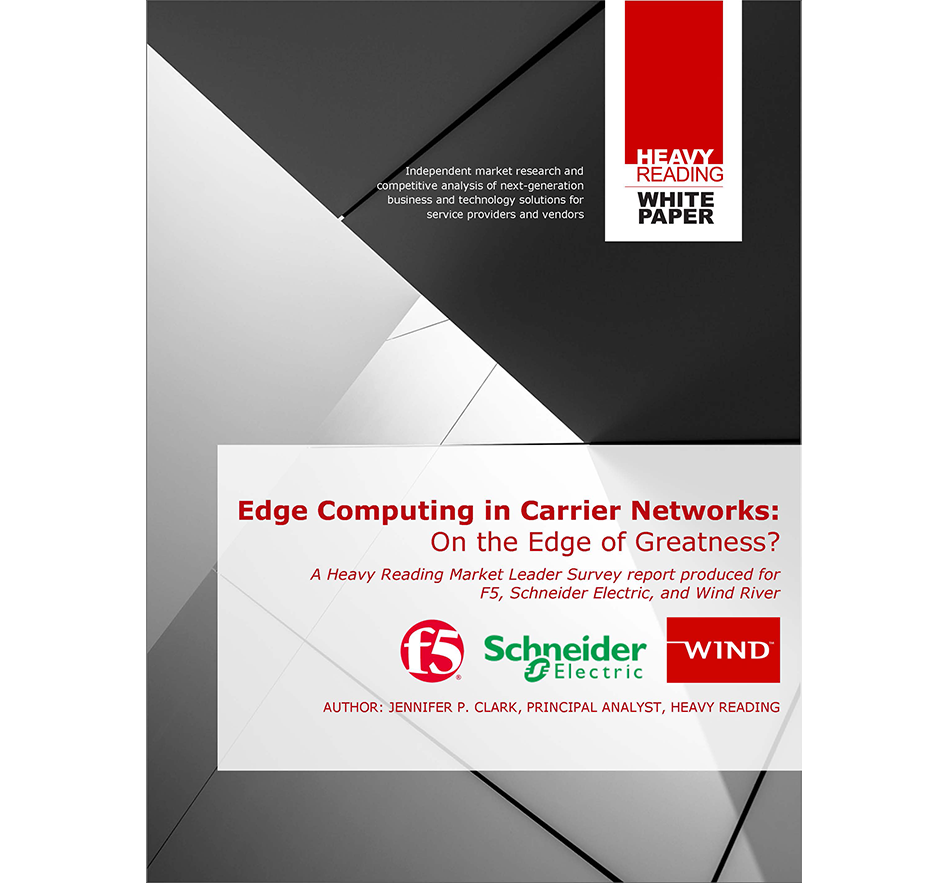 Independent market research and
competitive analysis of next-generation
business and technology solutions for
service providers and vendors
HEAVY
READING
WHITE
PAPER
Edge Computing in Carrier Networks:
On the Edge of Greatness?
A Heavy Reading Market Leader Survey report produced for
F5, Schneider Electric, and Wind River
f5®
Schneider
Electric
WIND™
AUTHOR: JENNIFER P. CLARK, PRINCIPAL ANALYST, HEAVY READING